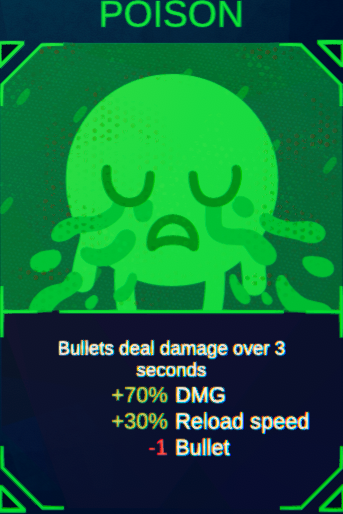 POISON
Bullets deal damage over 3
seconds
+70% DMG
+30% Reload speed
-1 Bullet